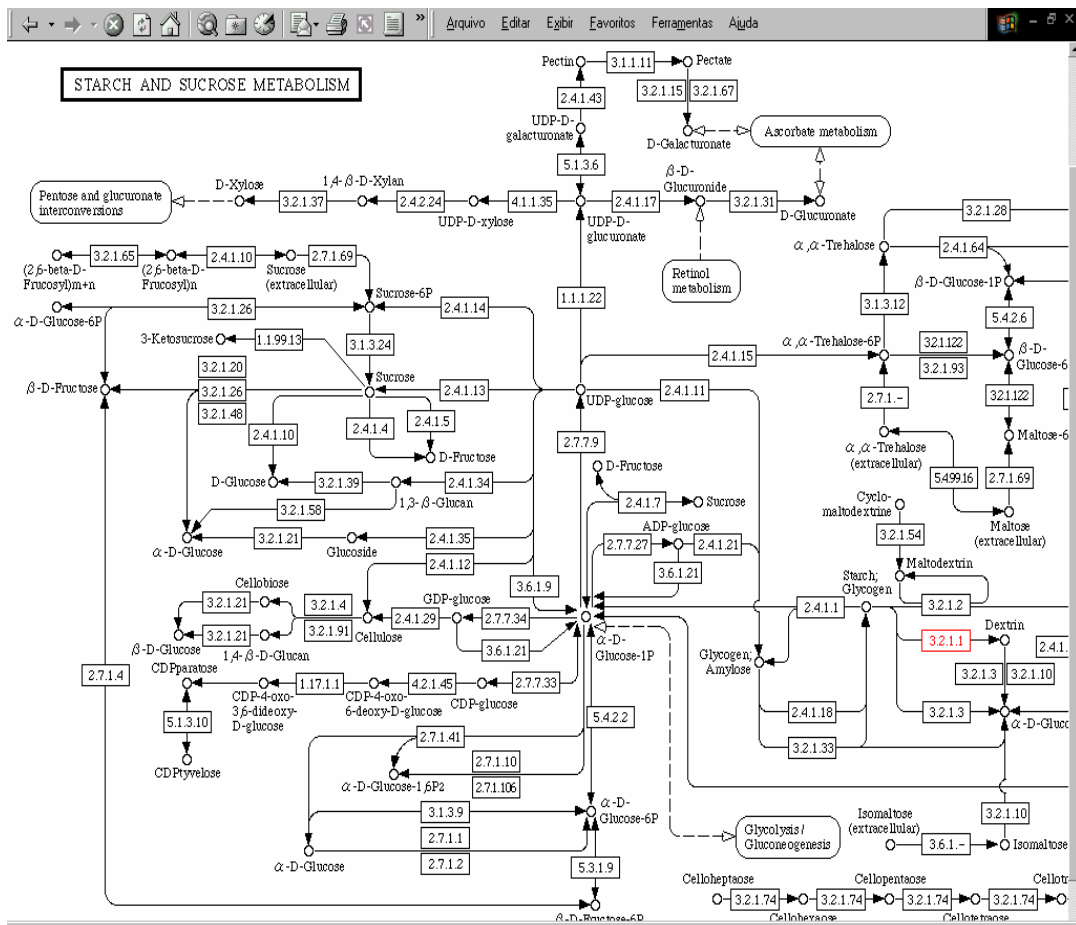 » Arquivo Editar Exibir Favoritos Ferramentas Ajuda
STARCH AND SUCROSE METABOLISM
Pectin 3.1.1.11 Pectate
2.4.1.43 3.2.1.15 3.2.1.67
UDP-D-
galacturonate
D-Galacturonate
Ascorbate metabolism
5.1.3.6
Pentose and glucuronate
interconversions
D-Xylose
3.2.1.37
1,4-β-D-Xylan
2.4.2.24
UDP-D-xylose
4.1.1.35
UDP-D-
glucuronate
2.4.1.17
β-D-
Glucuronide
3.2.1.31
D-Glucuronate
Retinol
metabolism
3.2.1.28
α,α-Trehalose
2.4.1.64
β-D-Glucose-1P
(2,6-beta-D-
Frucosyl)m+n
3.2.1.65
(2,6-beta-D-
Frucosyl)n
2.4.1.10
Sucrose
(extracellular)
2.7.1.69
Sucrose-6P
α-D-Glucose-6P
3.2.1.26
2.4.1.14
1.1.1.22
3.1.3.12
5.4.2.6
3-Ketosucrose
1.1.99.13
3.1.3.24
2.4.1.15
α,α-Trehalose-6P
3.2.1.122
3.2.1.93
β-D-
Glucose-6
β-D-Fructose
3.2.1.20
3.2.1.26
3.2.1.48
Sucrose
2.4.1.13
UDP-glucose
2.4.1.11
2.7.1.-
3.2.1.122
2.4.1.10
2.4.1.4
2.4.1.5
D-Fructose
2.7.7.9
α,α-Trehalose
(extracellular)
Maltose-6
D-Glucose
3.2.1.39
1,3-β-Glucan
2.4.1.34
D-Fructose
2.4.1.7
Sucrose
5.4.99.16
2.7.1.69
Maltose
(extracellular)
3.2.1.58
α-D-Glucose
3.2.1.21
Glucoside
2.4.1.35
ADP-glucose
2.7.7.27
2.4.1.21
3.6.1.21
Cyclo-
maltodextrine
3.2.1.54
Maltodextrin
2.4.1.12
3.6.1.9
Cellobiose
3.2.1.21
3.2.1.4
3.2.1.91
3.2.1.21
β-D-Glucose
1,4-β-D-Glucan
Cellulose
2.4.1.29
GDP-glucose
2.7.7.34
3.6.1.21
α-D-
Glucose-1P
Starch;
Glycogen
2.4.1.1
3.2.1.2
3.2.1.1
Dextrin
Glycogen;
Amylose
3.2.1.3
3.2.1.10
2.4.1.
2.7.1.4
CDPparatose
1.17.1.1
CDP-4-oxo-
3,6-dideoxy-
D-glucose
4.2.1.45
CDP-4-oxo-
6-deoxy-D-glucose
2.7.7.33
CDP-glucose
5.1.3.10
CDPtyvelose
2.4.1.18
3.2.1.3
α-D-Gluco
3.2.1.33
5.4.2.2
2.7.1.41
2.7.1.10
2.7.1.106
α-D-Glucose-1,6P2
3.1.3.9
2.7.1.1
2.7.1.2
α-D-Glucose
α-D-
Glucose-6P
Glycolysis /
Gluconeogenesis
3.2.1.10
Isomaltose
(extracellular)
3.6.1.-
Isomaltose
5.3.1.9
β-D-Fructose-6P
Celloheptaose
3.2.1.74
Cellohexaose
3.2.1.74
Cellopentaose
3.2.1.74
Cellotetraose
3.2.1.74
Cellotr